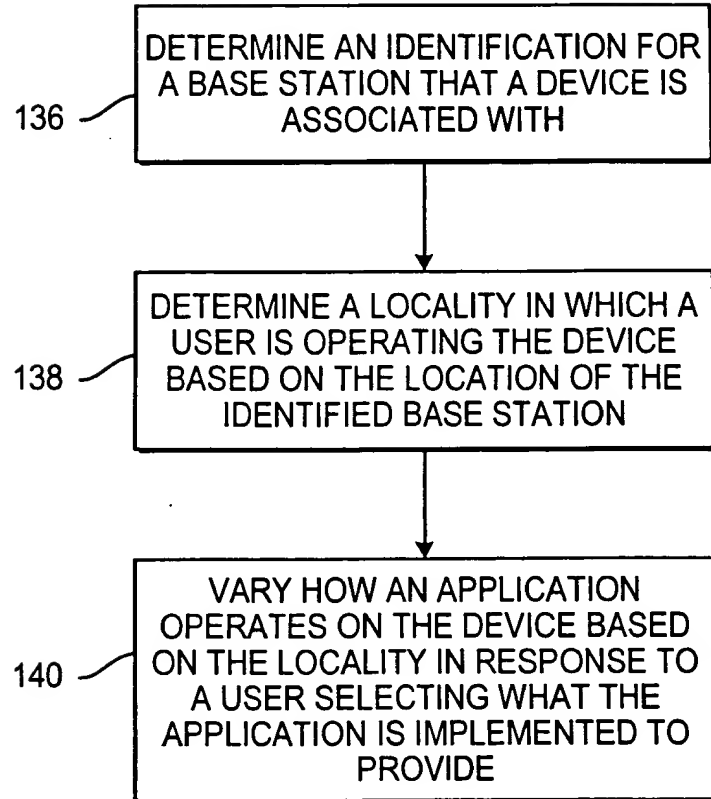 DETERMINE AN IDENTIFICATION FOR
A BASE STATION THAT A DEVICE IS
ASSOCIATED WITH
136
DETERMINE A LOCALITY IN WHICH A
USER IS OPERATING THE DEVICE
BASED ON THE LOCATION OF THE
IDENTIFIED BASE STATION
138
VARY HOW AN APPLICATION
OPERATES ON THE DEVICE BASED
ON THE LOCALITY IN RESPONSE TO
A USER SELECTING WHAT THE
APPLICATION IS IMPLEMENTED TO
PROVIDE
140